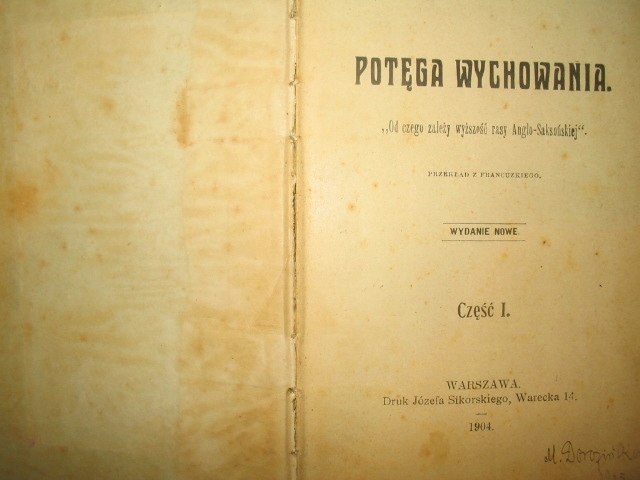 POTĘGA WYCHOWANIA.
„Od czego zależy wyższość rasy Anglo-Saksońskiej“.
PRZEKŁAD Z FRANCUZKIEGO.
WYDANIE NOWE.
Część I.
WARSZAWA.
Druk Józefa Sikorskiego, Warecka 14.
1904.
M.